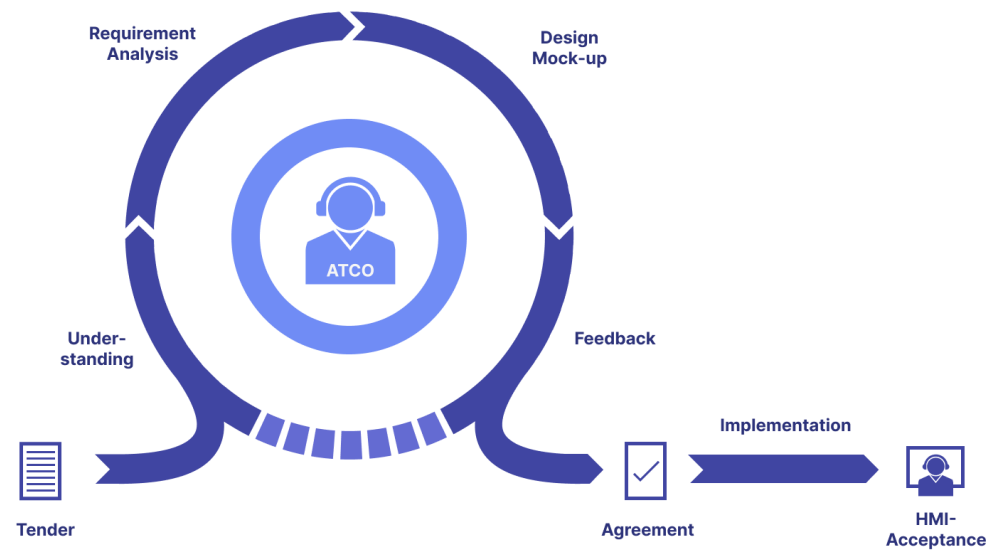 Requirement
Analysis
Design
Mock-up
ATCO
Under-
standing
Feedback
Implementation
Tender
Agreement
HMI-
Acceptance